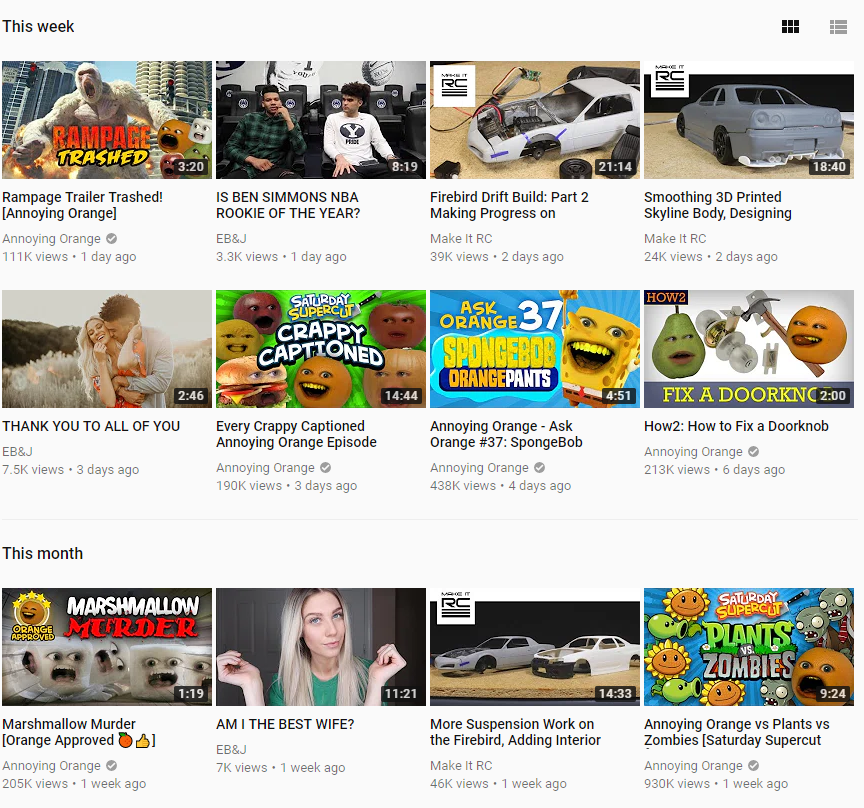 This week
RAMPAGE
TRASHED
3:20
YOUTH
Y
PRIDE
8:19
MAKE IT
RC
21:14
MAKE IT
RC
18:40
Rampage Trailer Trashed!
[Annoying Orange]
Annoying Orange
111K views • 1 day ago
IS BEN SIMMONS NBA
ROOKIE OF THE YEAR?
EB&J
3.3K views • 1 day ago
Firebird Drift Build: Part 2
Making Progress on
Make It RC
39K views • 2 days ago
Smoothing 3D Printed
Skyline Body, Designing
Make It RC
24K views • 2 days ago
2:46
SATURDAY
SUPERCUT
CRAPPY
CAPTIONED
14:44
ASK
ORANGE 37
SPONGEBOB
ORANGEPANTS
4:51
HOW2
FIX A DOORKNO
2:00
THANK YOU TO ALL OF YOU
EB&J
7.5K views • 3 days ago
Every Crappy Captioned
Annoying Orange Episode
Annoying Orange
190K views • 3 days ago
Annoying Orange - Ask
Orange #37: SpongeBob
Annoying Orange
438K views • 4 days ago
How2: How to Fix a Doorknob
Annoying Orange
213K views • 6 days ago
This month
ORANGE
APPROVED
MARSHMALLOW
MURDER
1:19
11:21
MAKE IT
RC
14:33
SATURDAY
SUPERCUT
PLANTS
VS.
ZOMBIES
9:24
Marshmallow Murder
[Orange Approved 🍊👍]
Annoying Orange
205K views • 1 week ago
AM I THE BEST WIFE?
EB&J
7K views • 1 week ago
More Suspension Work on
the Firebird, Adding Interior
Make It RC
46K views • 1 week ago
Annoying Orange vs Plants vs
Zombies [Saturday Supercut
Annoying Orange
930K views • 1 week ago